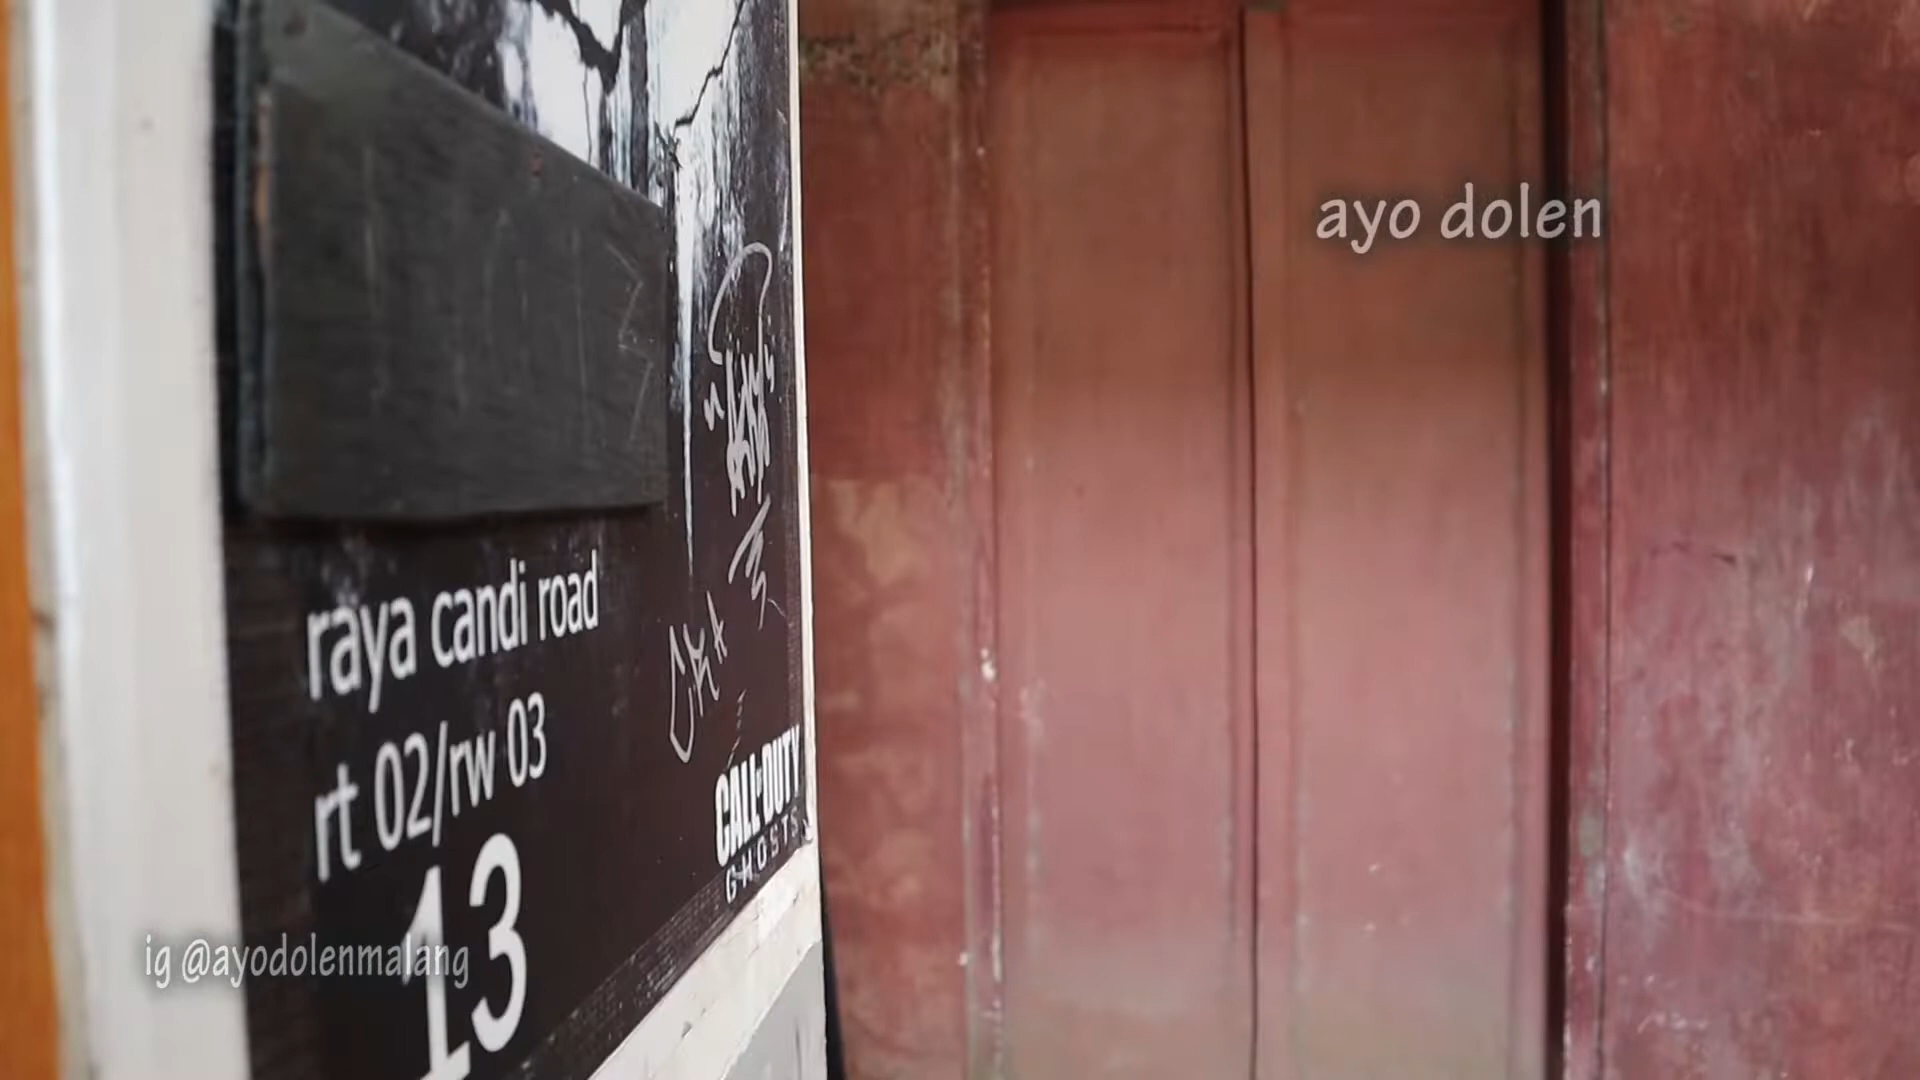 ayo dolen
raya candi road
rt 02/rw 03
13
CALL OF DUTY
GHOSTS
ig @ayodolenmalang